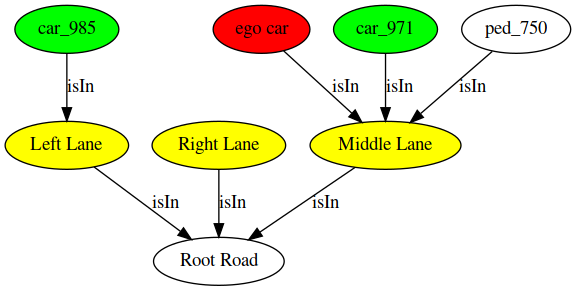 car_985
ego car
car_971
ped_750
isIn
isIn
isIn
isIn
Left Lane
Right Lane
Middle Lane
isIn
isIn
isIn
Root Road